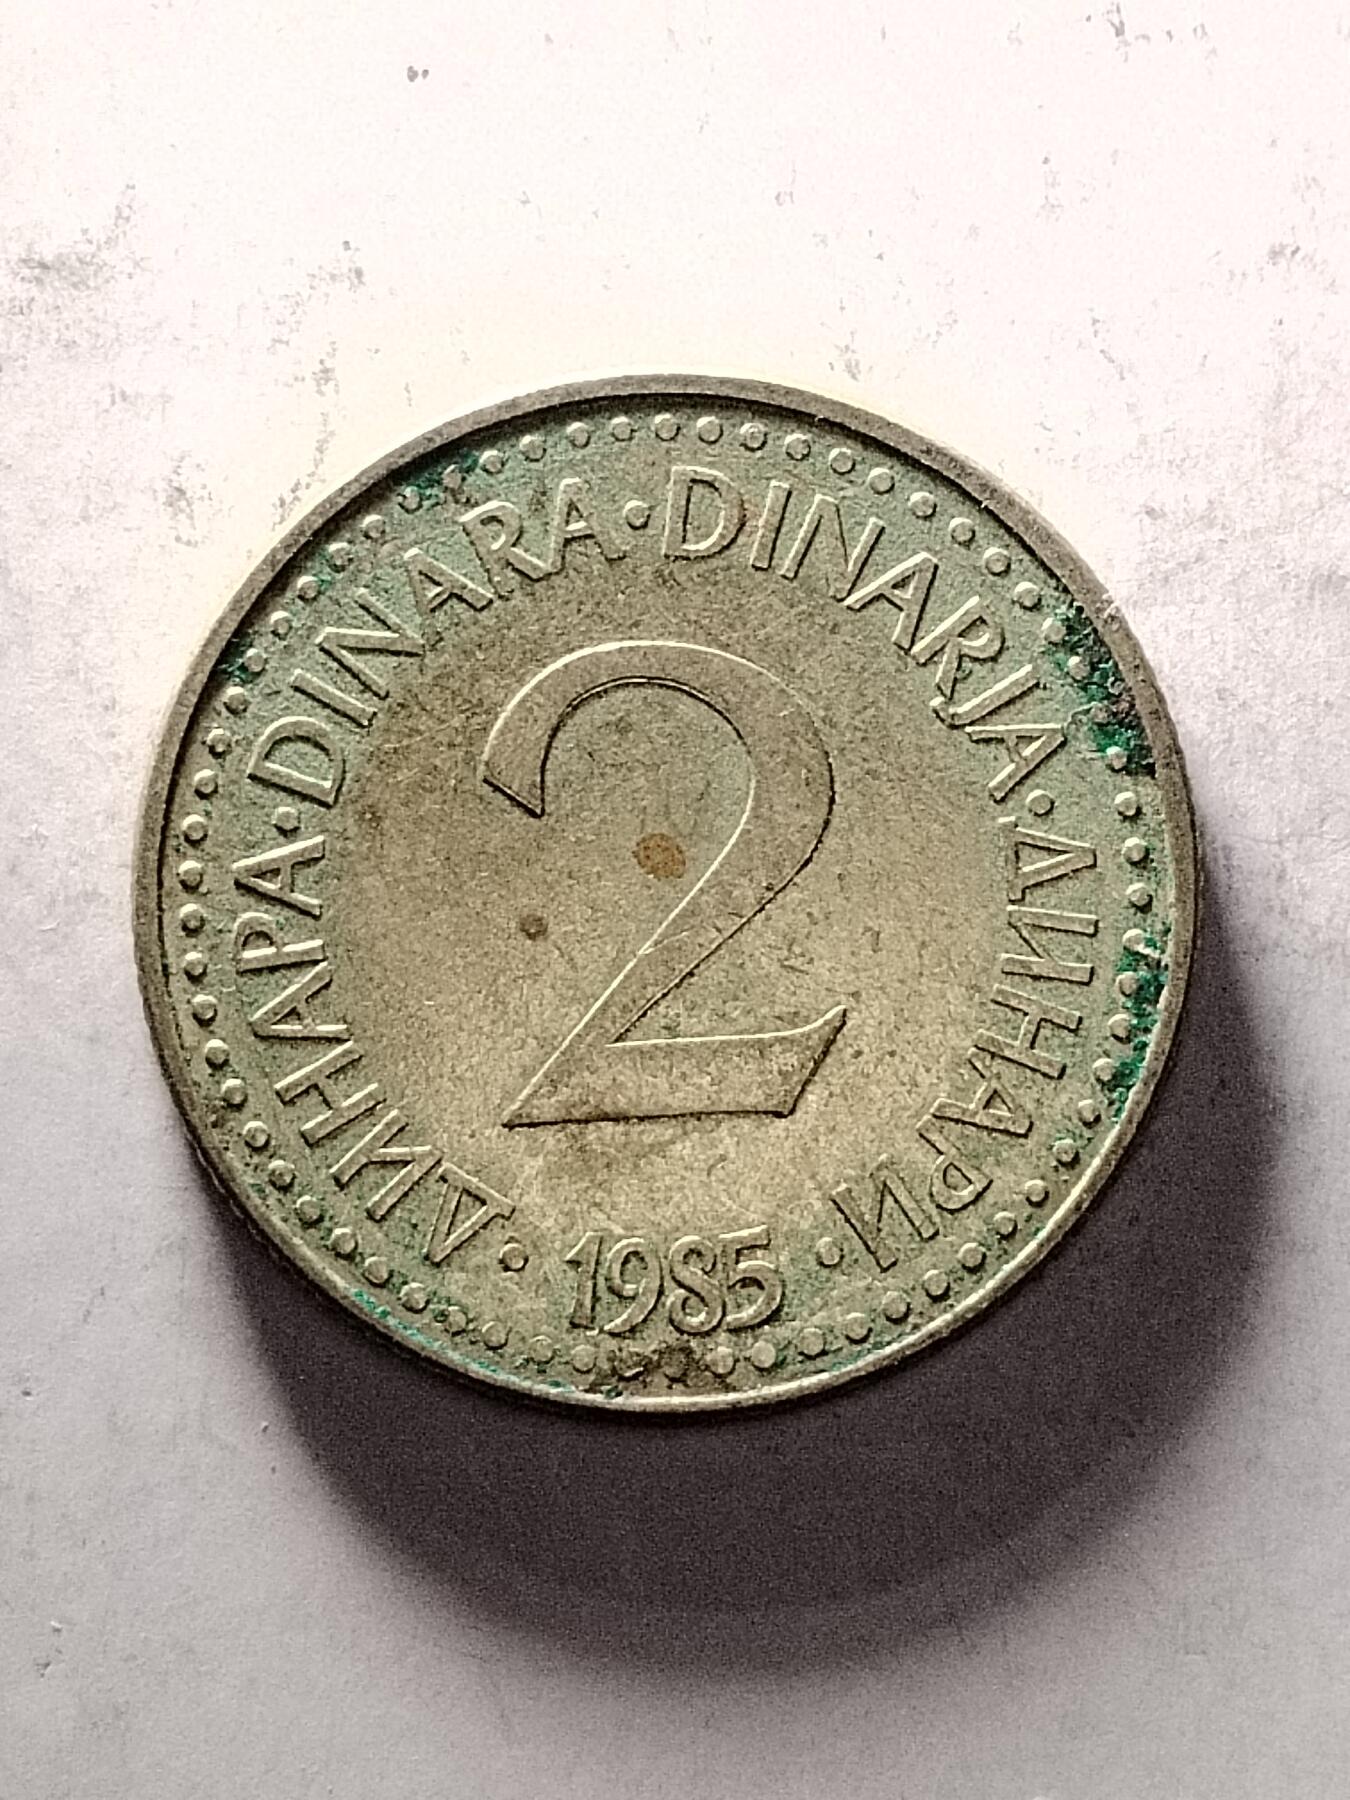 ДИНАРА · DINARA · DINARJA · ДИНАРИ ·
2
1985